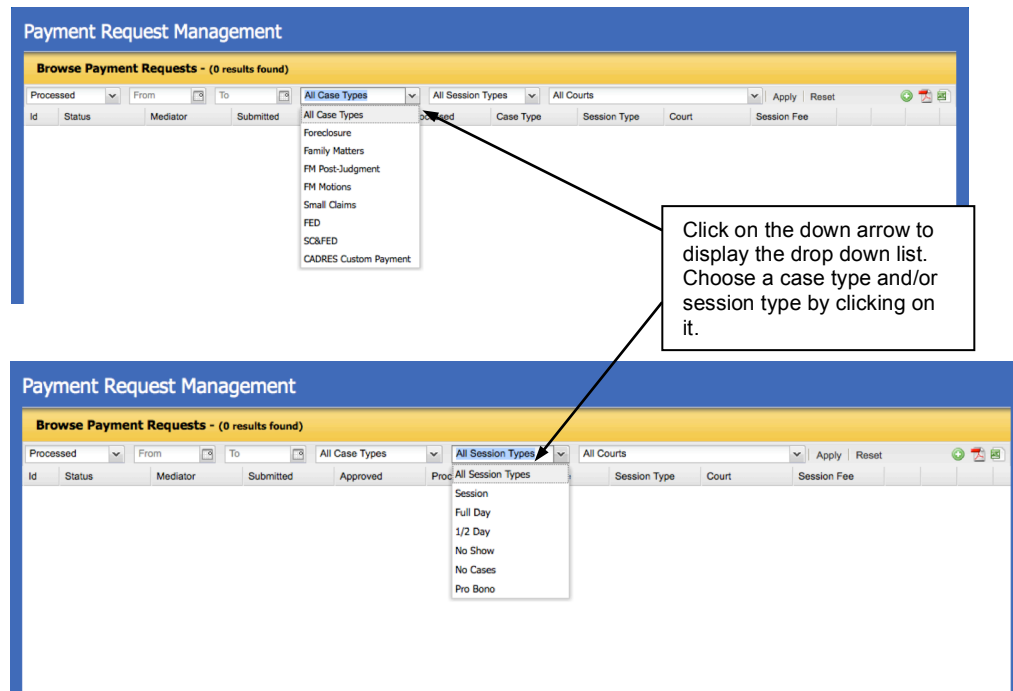 Payment Request Management
Browse Payment Requests - (0 results found)
Processed From To All Case Types All Session Types All Courts Apply Reset
Id Status Mediator Submitted ocessed Case Type Session Type Court Session Fee
All Case Types
Foreclosure
Family Matters
FM Post-Judgment
FM Motions
Small Claims
FED
SC&FED
CADRES Custom Payment
Click on the down arrow to
display the drop down list.
Choose a case type and/or
session type by clicking on
it.
Payment Request Management
Browse Payment Requests - (0 results found)
Processed From To All Case Types All Session Types All Courts Apply Reset
Id Status Mediator Submitted Approved Proc Session Type Court Session Fee
All Session Types
Session
Full Day
1/2 Day
No Show
No Cases
Pro Bono